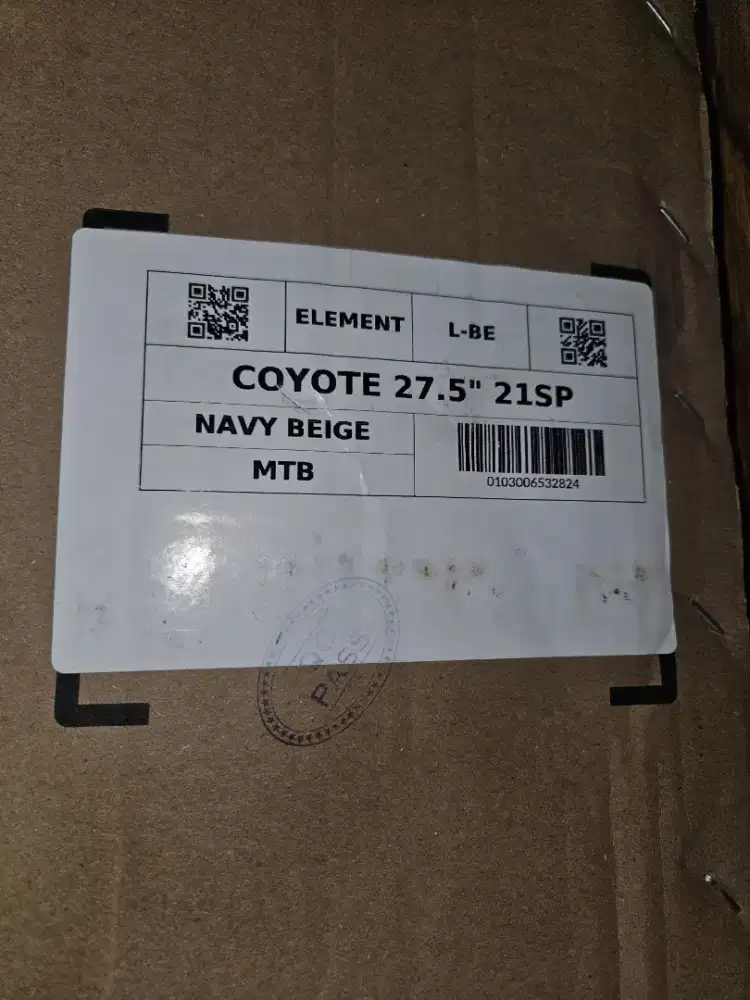 ELEMENT
L-BE
COYOTE 27.5" 21SP
NAVY BEIGE
MTB
0103006532824
PASS